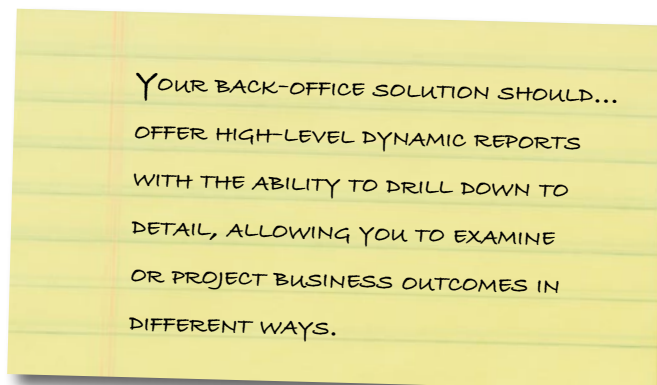 Your back-office solution should...
offer high-level dynamic reports
with the ability to drill down to
detail, allowing you to examine
or project business outcomes in
different ways.